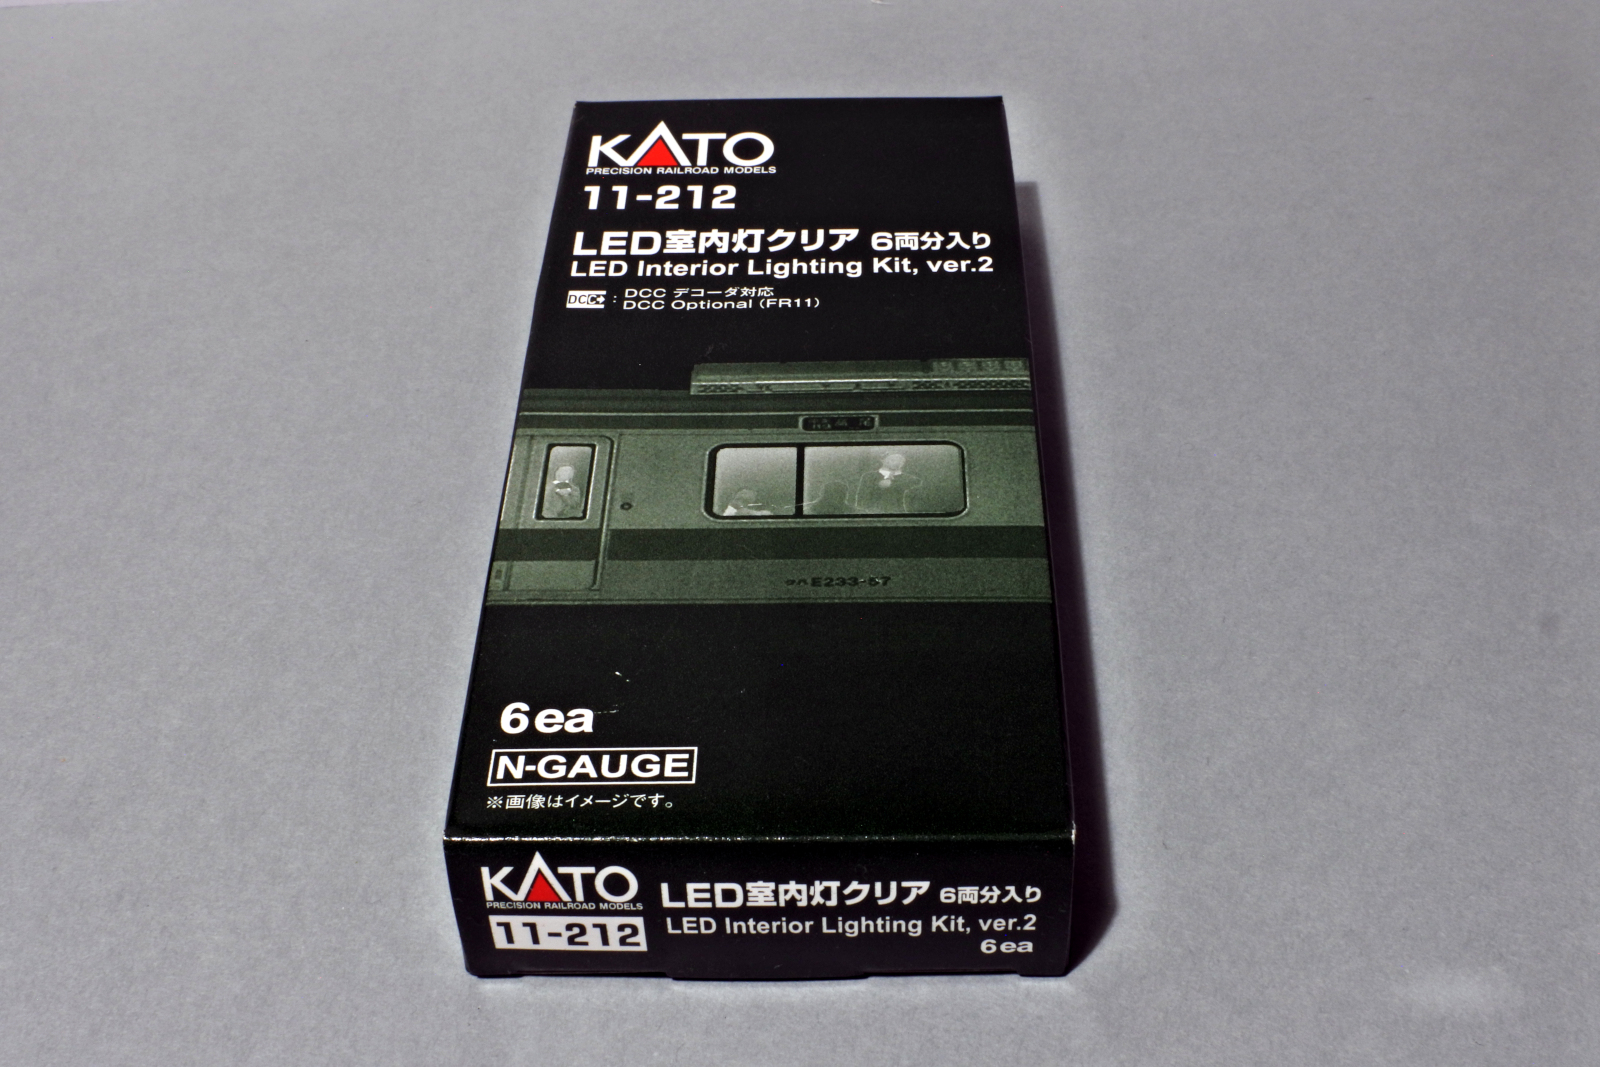 KATO
PRECISION RAILROAD MODELS
11-212
LED室内灯クリア 6両分入り
LED Interior Lighting Kit, ver.2
DCC : DCC デコーダ対応
DCC Optional (FR11)
E233-57
6ea
N-GAUGE
※画像はイメージです。
KATO
PRECISION RAILROAD MODELS
11-212
LED室内灯クリア 6両分入り
LED Interior Lighting Kit, ver.2
6ea